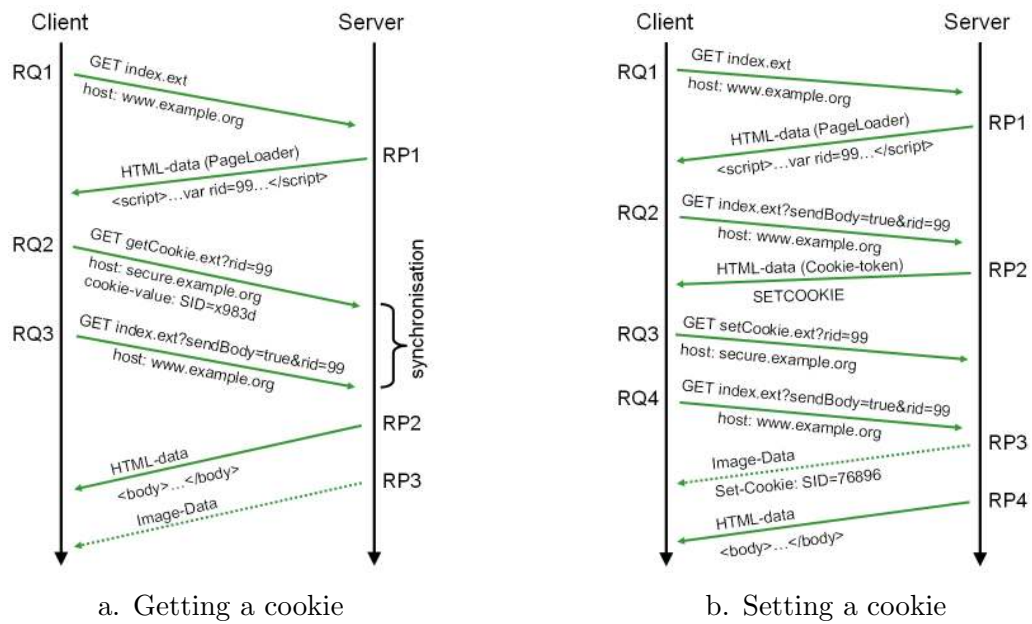 Client
Server
RQ1
GET index.ext
host: www.example.org
RP1
HTML-data (PageLoader)
<script>...var rid=99...</script>
RQ2
GET getCookie.ext?rid=99
host: secure.example.org
cookie-value: SID=x983d
synchronisation
RQ3
GET index.ext?sendBody=true&rid=99
host: www.example.org
RP2
HTML-data
<body>...</body>
RP3
Image-Data
a. Getting a cookie
Client
Server
RQ1
GET index.ext
host: www.example.org
RP1
HTML-data (PageLoader)
<script>...var rid=99...</script>
RQ2
GET index.ext?sendBody=true&rid=99
host: www.example.org
RP2
HTML-data (Cookie-token)
SETCOOKIE
RQ3
GET setCookie.ext?rid=99
host: secure.example.org
RQ4
GET index.ext?sendBody=true&rid=99
host: www.example.org
RP3
Image-Data
Set-Cookie: SID=76896
RP4
HTML-data
<body>...</body>
b. Setting a cookie